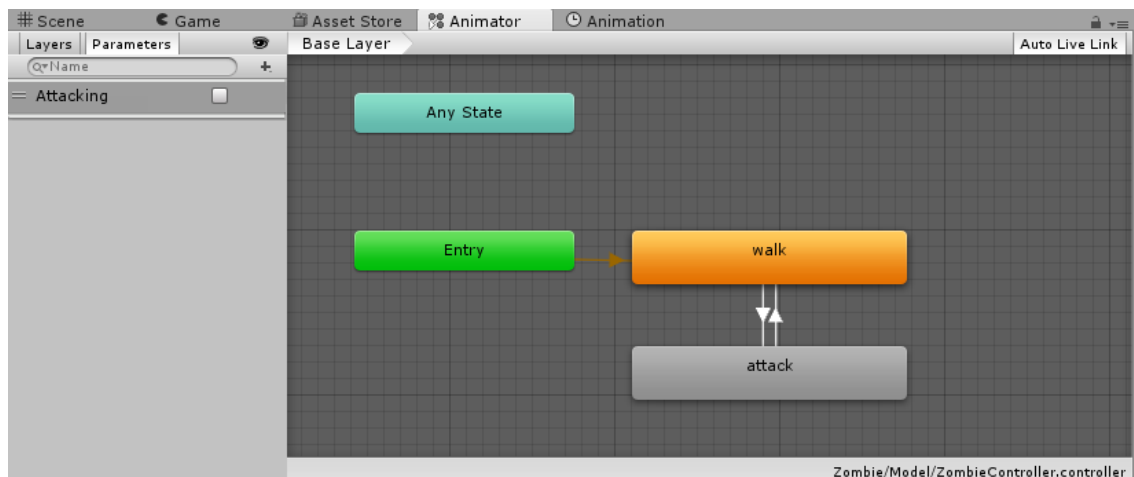 Scene Game Asset Store Animator Animation
Layers Parameters Base Layer Auto Live Link
Name
Attacking
Any State
Entry walk
attack
Zombie/Model/ZombieController.controller